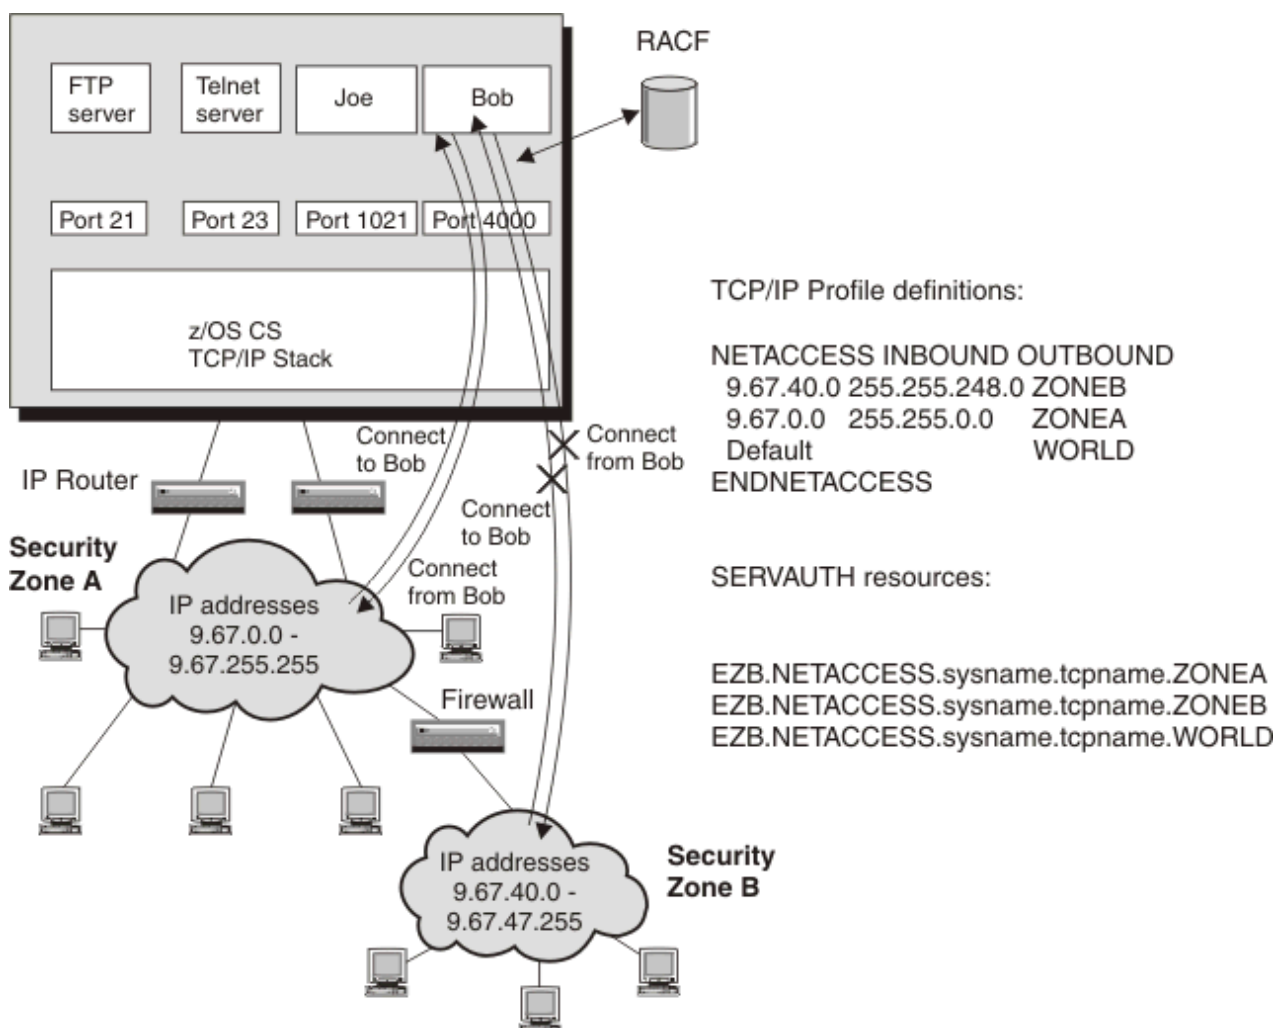 RACF
FTP
server
Telnet
server
Joe
Bob
Port 21
Port 23
Port 1021
Port 4000
z/OS CS
TCP/IP Stack
TCP/IP Profile definitions:
NETACCESS INBOUND OUTBOUND
9.67.40.0 255.255.248.0 ZONEB
9.67.0.0 255.255.0.0 ZONEA
Default WORLD
ENDNETACCESS
SERVAUTH resources:
EZB.NETACCESS.sysname.tcpname.ZONEA
EZB.NETACCESS.sysname.tcpname.ZONEB
EZB.NETACCESS.sysname.tcpname.WORLD
Connect
to Bob
Connect
from Bob
IP Router
Connect
to Bob
Security
Zone A
Connect
from Bob
IP addresses
9.67.0.0 -
9.67.255.255
Firewall
IP addresses
9.67.40.0 -
9.67.47.255
Security
Zone B